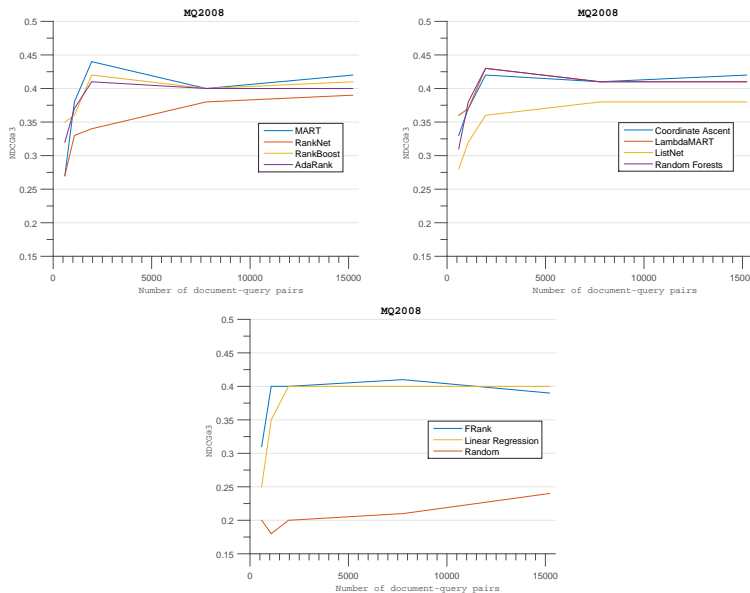 MQ2008
0.5
0.45
0.4
0.35
0.3
0.25
0.2
0.15
NDCG@3
MART
RankNet
RankBoost
AdaRank
0
5000
10000
15000
Number of document-query pairs
MQ2008
0.5
0.45
0.4
0.35
0.3
0.25
0.2
0.15
NDCG@3
Coordinate Ascent
LambdaMART
ListNet
Random Forests
0
5000
10000
15000
Number of document-query pairs
MQ2008
0.5
0.45
0.4
0.35
0.3
0.25
0.2
0.15
NDCG@3
FRank
Linear Regression
Random
0
5000
10000
15000
Number of document-query pairs